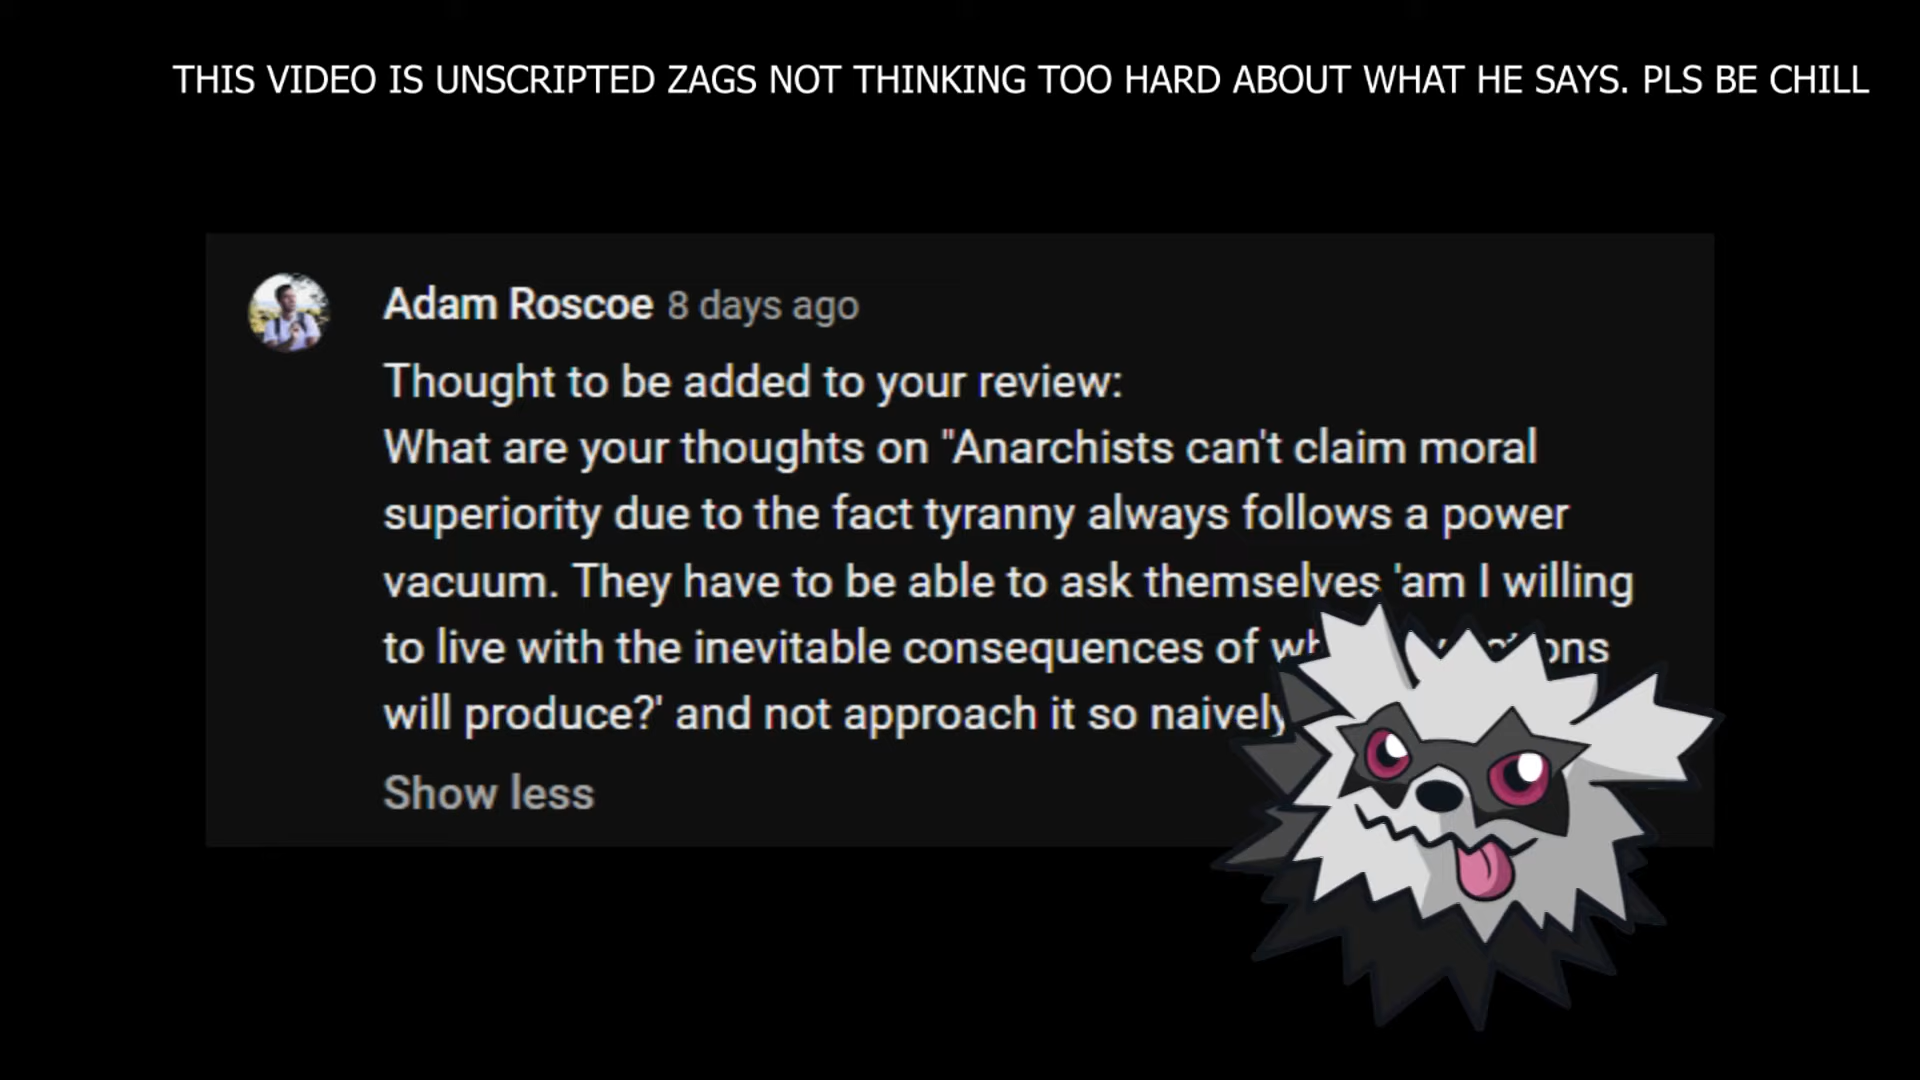 THIS VIDEO IS UNSCRIPTED ZAGS NOT THINKING TOO HARD ABOUT WHAT HE SAYS. PLS BE CHILL
Adam Roscoe 8 days ago
Thought to be added to your review:
What are your thoughts on "Anarchists can't claim moral
superiority due to the fact tyranny always follows a power
vacuum. They have to be able to ask themselves 'am I willing
to live with the inevitable consequences of
will produce?' and not approach it so naively
Show less